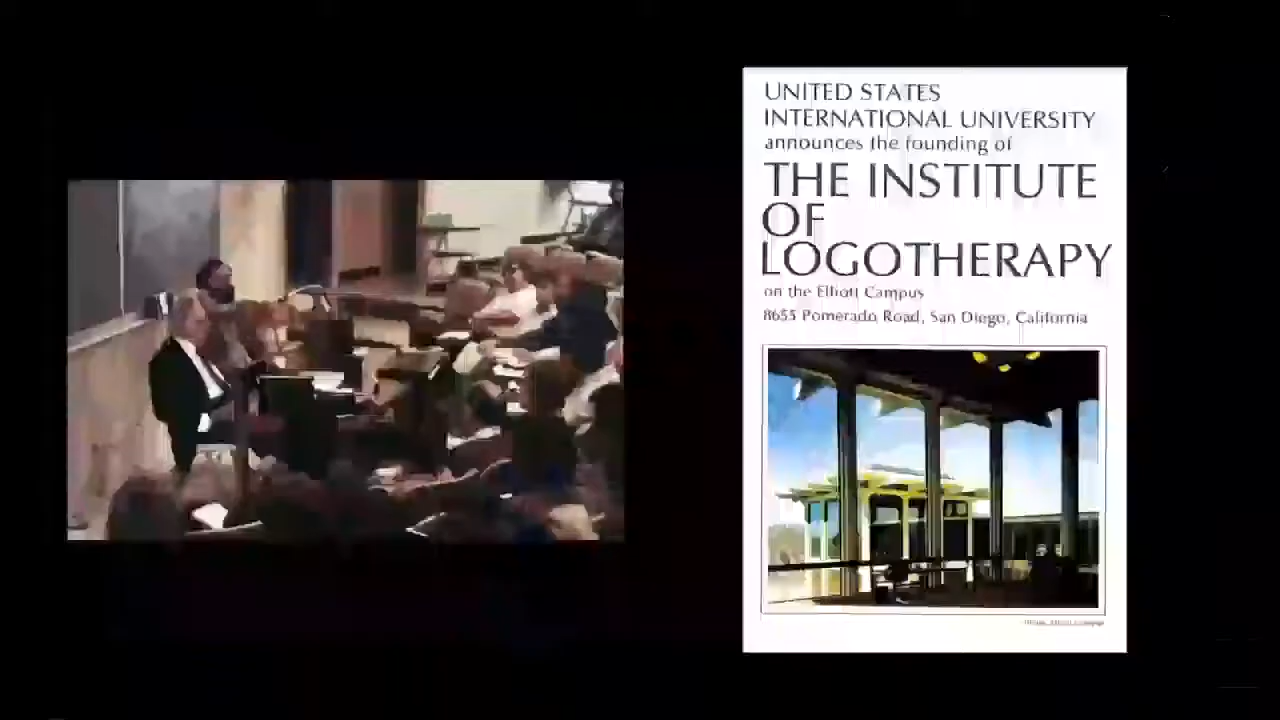 UNITED STATES
INTERNATIONAL UNIVERSITY
announces the founding of
THE INSTITUTE
OF
LOGOTHERAPY
on the Elliott Campus
8655 Pomerado Road, San Diego, California